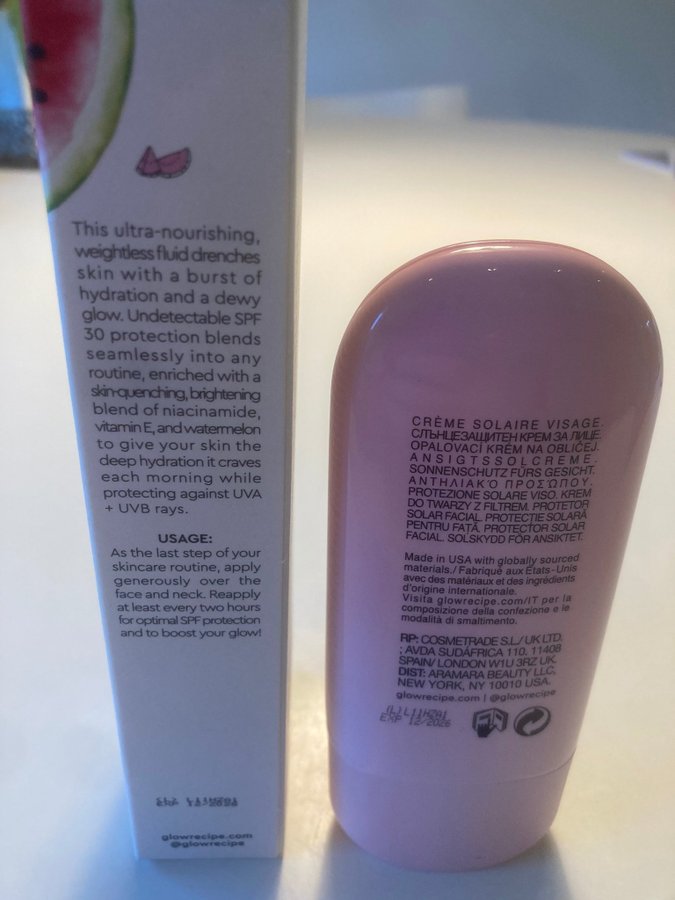 This ultra-nourishing,
weightless fluid drenches
skin with a burst of
hydration and a dewy
glow. Undetectable SPF
30 protection blends
seamlessly into any
routine, enriched with a
skin-quenching, brightening
blend of niacinamide,
vitamin E, and watermelon
to give your skin the
deep hydration it craves
each morning while
protecting against UVA
+ UVB rays.
USAGE:
As the last step of your
skincare routine, apply
generously over the
face and neck. Reapply
at least every two hours
for optimal SPF protection
and to boost your glow!
glowrecipe.com
@glowrecipe
CRÈME SOLAIRE VISAGE.
СЛЪНЦЕЗАЩИТЕН КРЕМ ЗА ЛИЦЕ.
OPALOVACÍ KRÉM NA OBLIČEJ.
ANSIGTSSOLCREME.
SONNENSCHUTZ FÜRS GESICHT.
ΑΝΤΗΛΙΑΚΌ ΠΡΟΣΏΠΟΥ.
PROTEZIONE SOLARE VISO. KREM
DO TWARZY Z FILTREM. PROTETOR
SOLAR FACIAL. PROTECȚIE SOLARĂ
PENTRU FAȚĂ. PROTECTOR SOLAR
FACIAL. SOLSKYDD FÖR ANSIKTET.
Made in USA with globally sourced
materials./ Fabriqué aux États-Unis
avec des matériaux et des ingrédients
d'origine internationale.
Visita glowrecipe.com/IT per la
composizione della confezione e le
modalità di smaltimento.
RP: COSMETRADE S.L/ UK LTD.
; AVDA SUDÁFRICA 110, 11408
SPAIN/ LONDON W1U 3RZ UK.
DIST: ARAMARA BEAUTY LLC,
NEW YORK, NY 10010 USA.
glowrecipe.com | @glowrecipe
EXP 12/2026